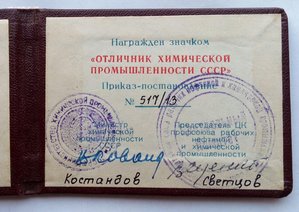 Награжден значком
«ОТЛИЧНИК ХИМИЧЕСКОЙ
ПРОМЫШЛЕННОСТИ СССР»
Приказ-постановление
№ 517/13
Министр
химической
промышленности
Председатель ЦК
профсоюза рабочих
нефтяной
и химической
промышленности
Костандов
Светцов